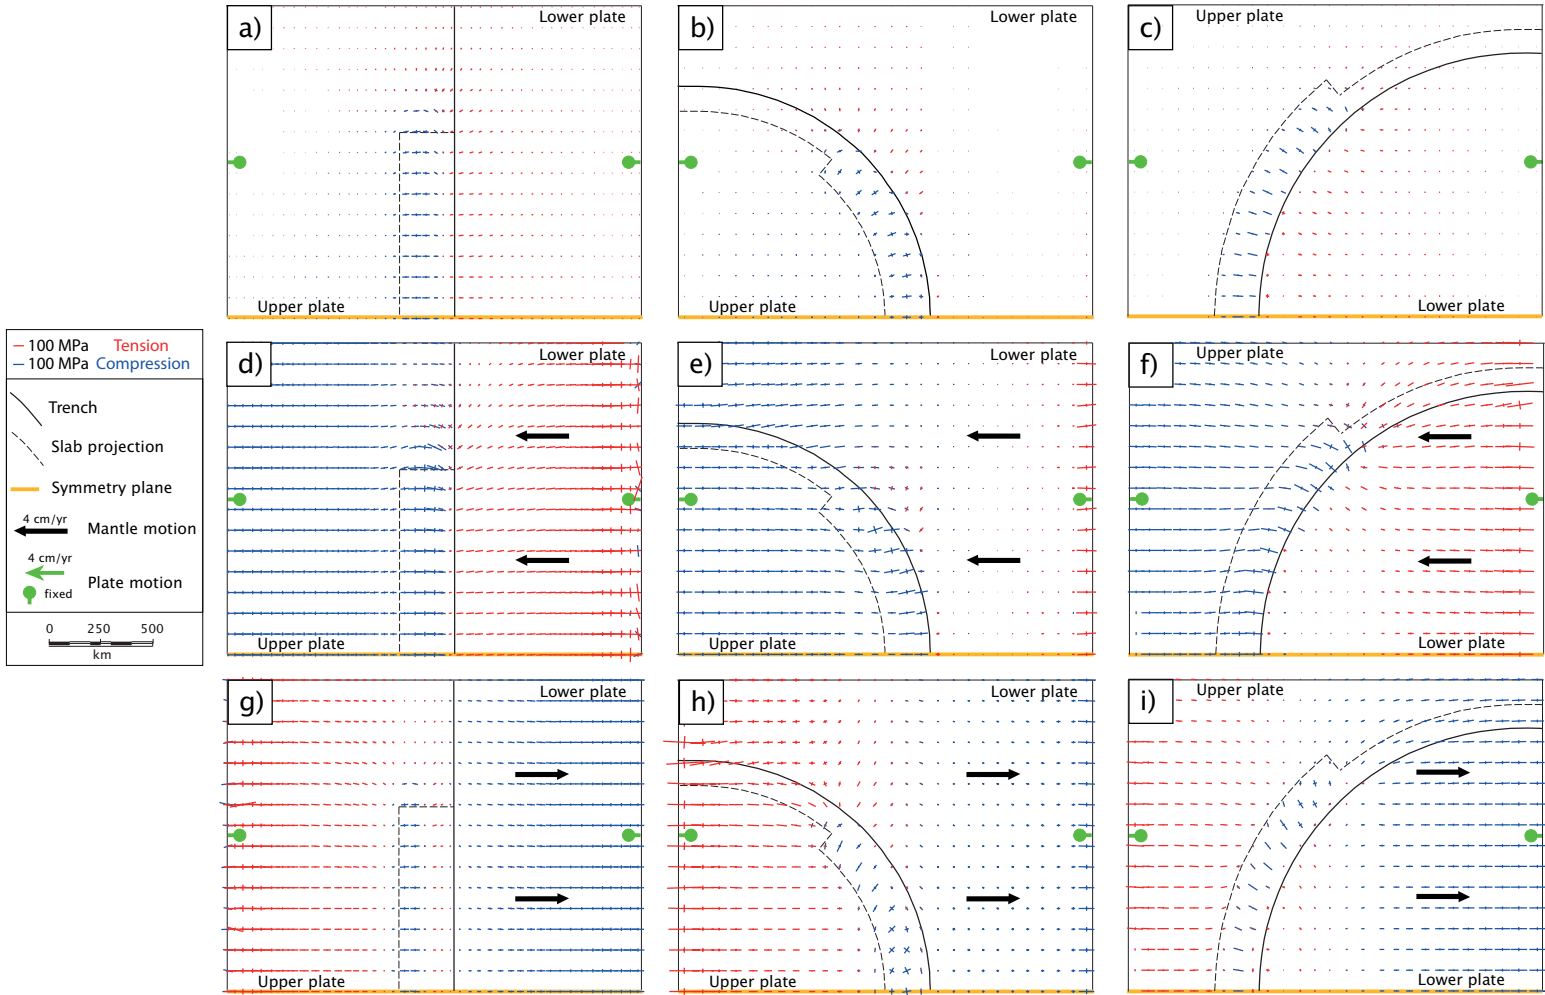 a)
Lower plate
Upper plate
b)
Lower plate
Upper plate
c)
Upper plate
Lower plate
100 MPa Tension
100 MPa Compression
Trench
Slab projection
Symmetry plane
4 cm/yr
Mantle motion
4 cm/yr
Plate motion
fixed
0 250 500
km
d)
Lower plate
Upper plate
e)
Lower plate
Upper plate
f)
Upper plate
Lower plate
g)
Lower plate
Upper plate
h)
Lower plate
Upper plate
i)
Upper plate
Lower plate